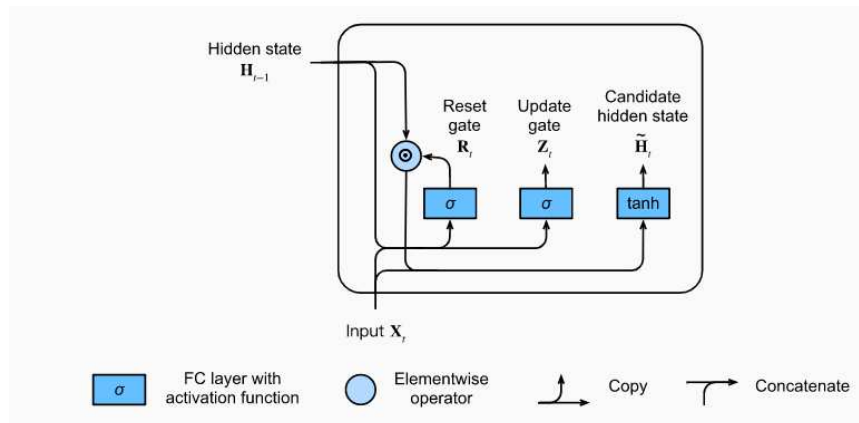 Hidden state
H_{t−1}
Reset
gate
R_t
Update
gate
Z_t
Candidate
hidden state
H̃_t
⊙
σ
σ
tanh
Input X_t
σ
FC layer with
activation function
Elementwise
operator
Copy
Concatenate